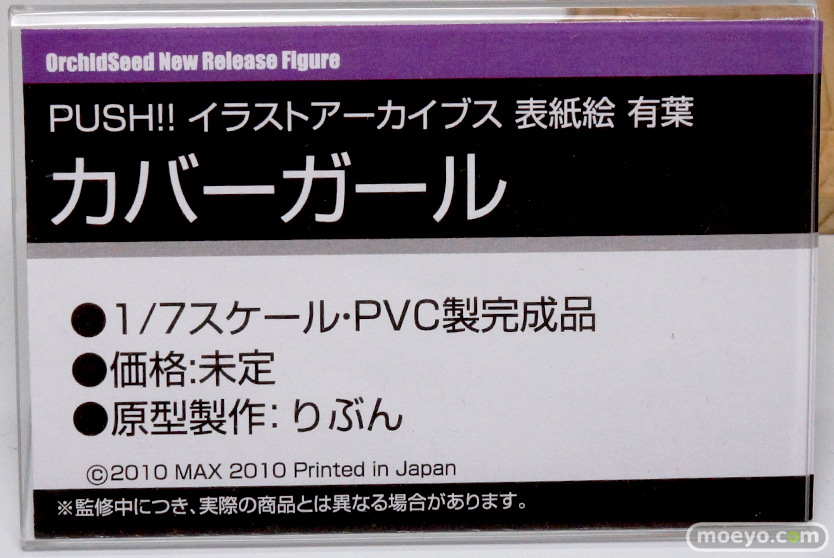 OrchidSeed New Release Figure
PUSH!! イラストアーカイブス 表紙絵 有葉
カバーガール
●1/7スケール・PVC製完成品
●価格:未定
●原型製作：りぶん
©2010 MAX 2010 Printed in Japan
※監修中につき、実際の商品とは異なる場合があります。
moeyo.com